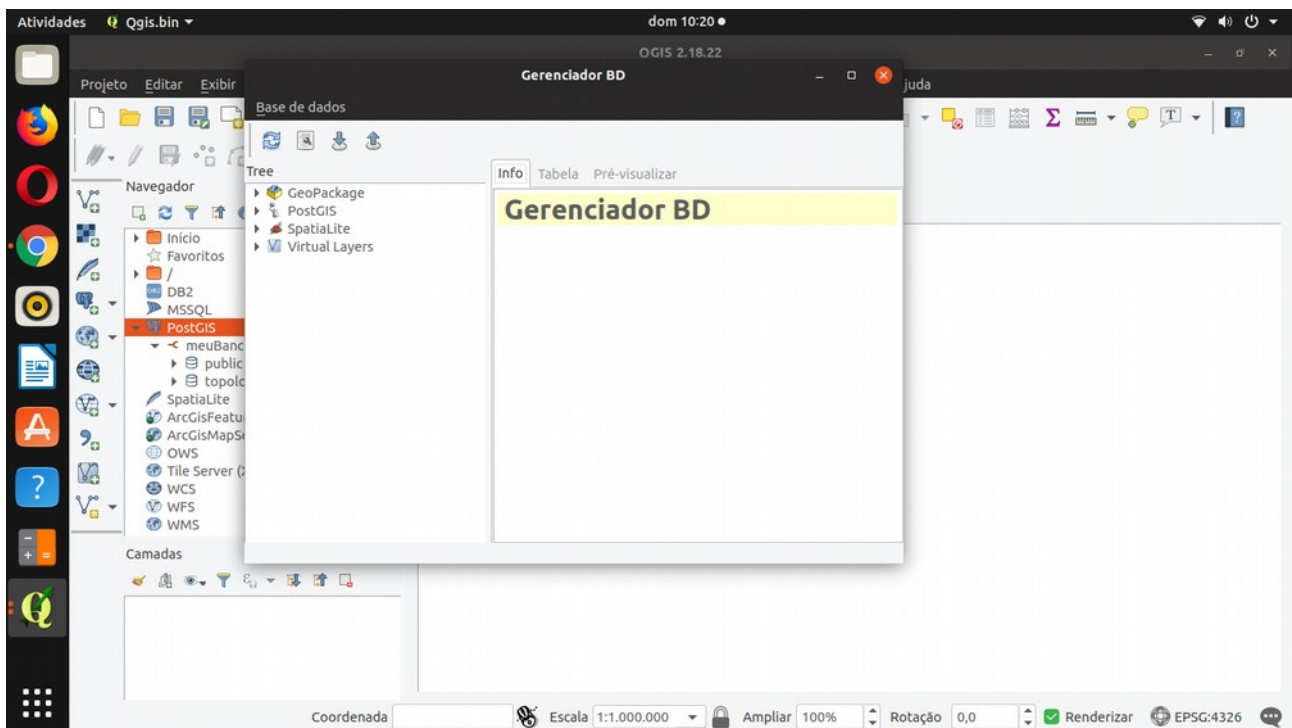 Atividades Qgis.bin dom 10:20
QGIS 2.18.22
Gerenciador BD
Projeto Editar Exibir juda
Base de dados
Tree
GeoPackage
PostGIS
SpatiaLite
Virtual Layers
Info Tabela Pré-visualizar
Gerenciador BD
Navegador
Início
Favoritos
/
DB2
MSSQL
PostGIS
meuBanc
public
topolo
SpatiaLite
ArcGisFeatu
ArcGisMapSe
OWS
Tile Server (X
WCS
WFS
WMS
Camadas
Coordenada Escala 1:1.000.000 Ampliar 100% Rotação 0,0 Renderizar EPSG:4326